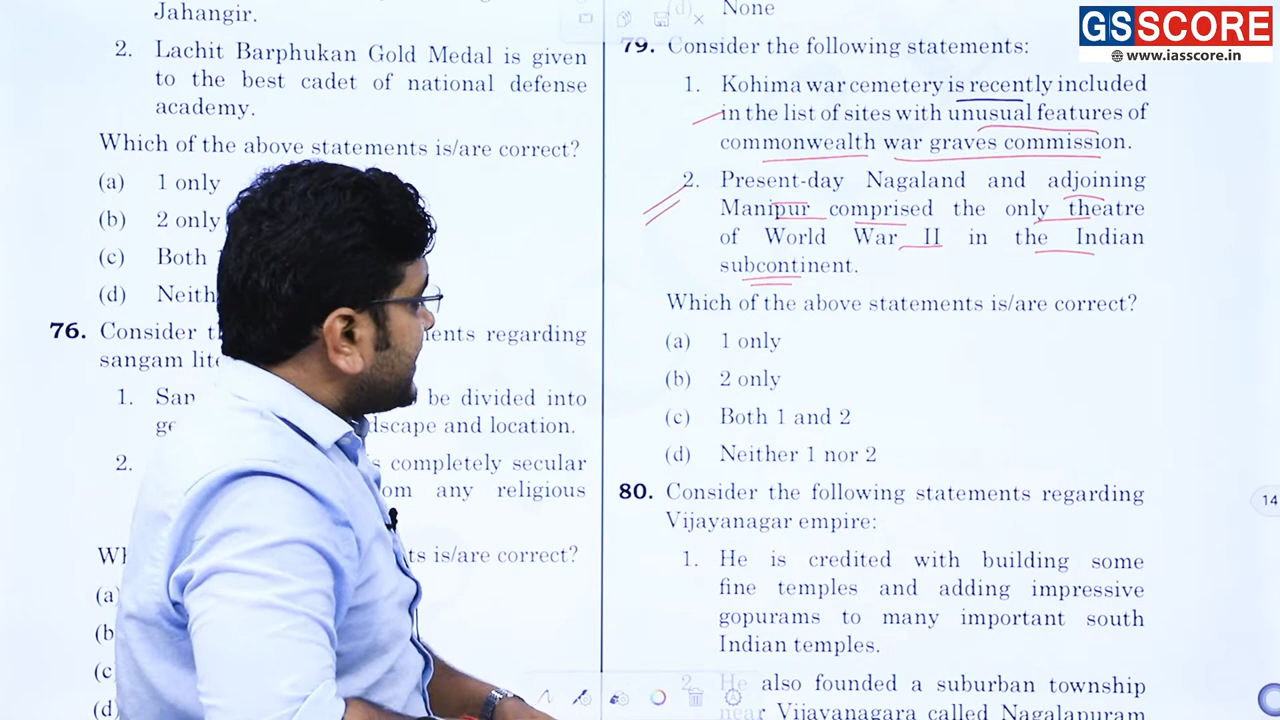 Jahangir.
2. Lachit Barphukan Gold Medal is given
to the best cadet of national defense
academy.
Which of the above statements is/are correct?
(a) 1 only
(b) 2 only
(c) Both
(d) Neith
76. Consider t ents regarding
sangam lite
1. San be divided into
ge dscape and location.
2. s completely secular
om any religious
Wh ts is/are correct?
(a)
(b
(c
(d)
(d) None
79. Consider the following statements:
1. Kohima war cemetery is recently included
in the list of sites with unusual features of
commonwealth war graves commission.
2. Present-day Nagaland and adjoining
Manipur comprised the only theatre
of World War II in the Indian
subcontinent.
Which of the above statements is/are correct?
(a) 1 only
(b) 2 only
(c) Both 1 and 2
(d) Neither 1 nor 2
80. Consider the following statements regarding
Vijayanagar empire:
1. He is credited with building some
fine temples and adding impressive
gopurams to many important south
Indian temples.
2. He also founded a suburban township
near Vijayanagara called Nagalapuram
GSSCORE
www.iasscore.in
14